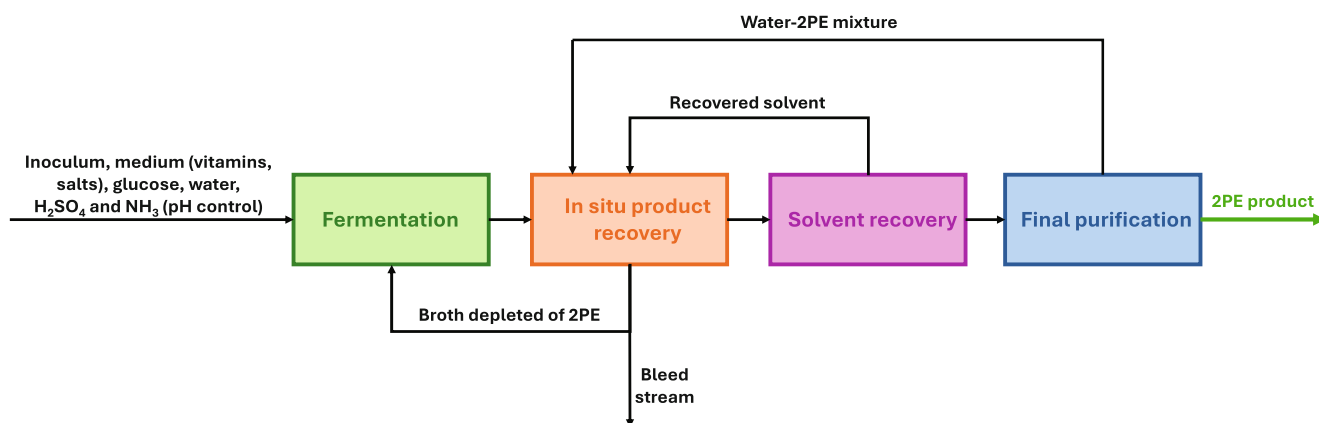 Water-2PE mixture
Recovered solvent
Inoculum, medium (vitamins,
salts), glucose, water,
H₂SO₄ and NH₃ (pH control)
Fermentation
In situ product
recovery
Solvent recovery
Final purification
2PE product
Broth depleted of 2PE
Bleed
stream